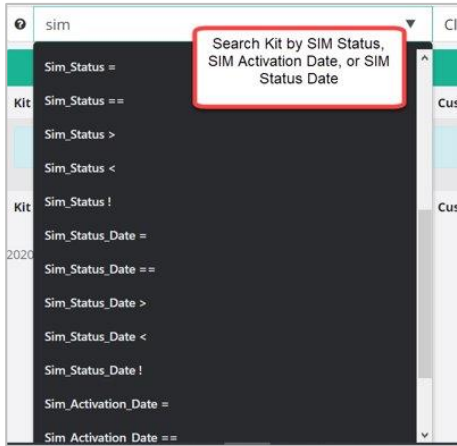 sim
Cl
Search Kit by SIM Status,
SIM Activation Date, or SIM
Status Date
Sim_Status =
Kit
Sim_Status ==
Cus
Sim_Status >
Sim_Status <
Kit
Sim_Status !
Cus
Sim_Status_Date =
2020
Sim_Status_Date ==
Sim_Status_Date >
Sim_Status_Date <
Sim_Status_Date !
Sim_Activation_Date =
Sim_Activation_Date ==